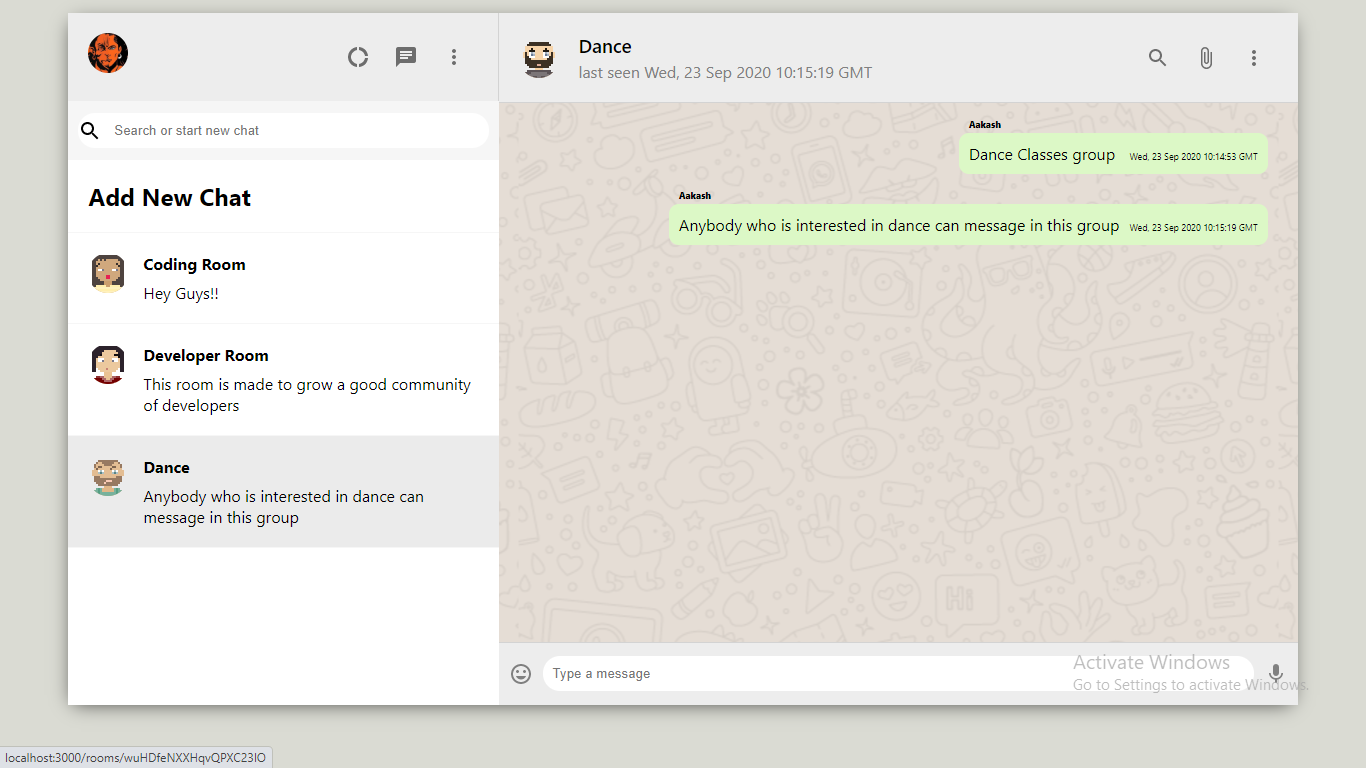 Dance
last seen Wed, 23 Sep 2020 10:15:19 GMT
Search or start new chat
Add New Chat
Coding Room
Hey Guys!!
Developer Room
This room is made to grow a good community
of developers
Dance
Anybody who is interested in dance can
message in this group
Aakash
Dance Classes group Wed, 23 Sep 2020 10:14:53 GMT
Aakash
Anybody who is interested in dance can message in this group Wed, 23 Sep 2020 10:15:19 GMT
Hi
Type a message
Activate Windows
Go to Settings to activate Windows.
localhost:3000/rooms/wuHDfeNXXHqvQPXC23IO